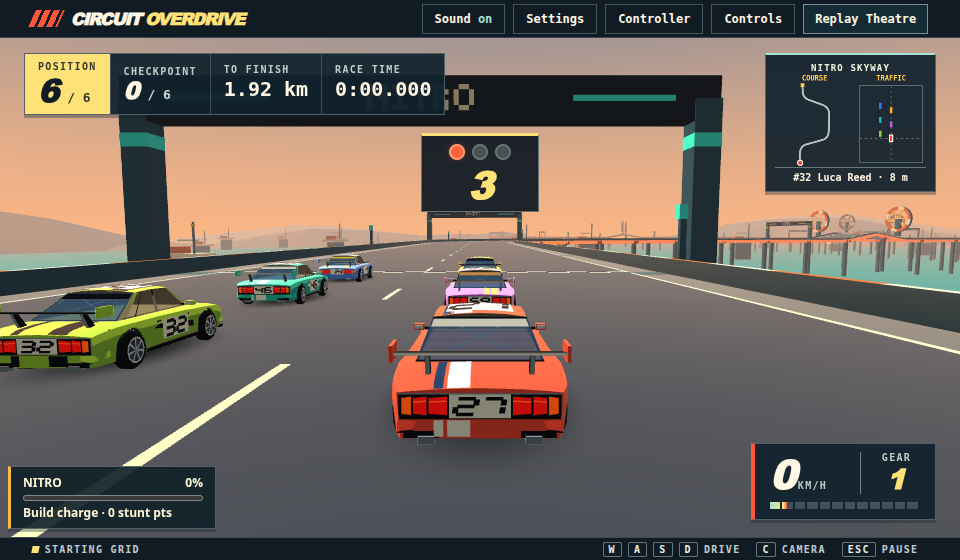 CIRCUIT OVERDRIVE
Sound on
Settings
Controller
Controls
Replay Theatre
POSITION
6 / 6
CHECKPOINT
0 / 6
TO FINISH
1.92 km
RACE TIME
0:00.000
NITRO SKYWAY
COURSE
TRAFFIC
#32 Luca Reed · 8 m
3
32
32
27
NITRO
0%
Build charge · 0 stunt pts
0 KM/H
GEAR
1
STARTING GRID
W A S D DRIVE
C CAMERA
ESC PAUSE